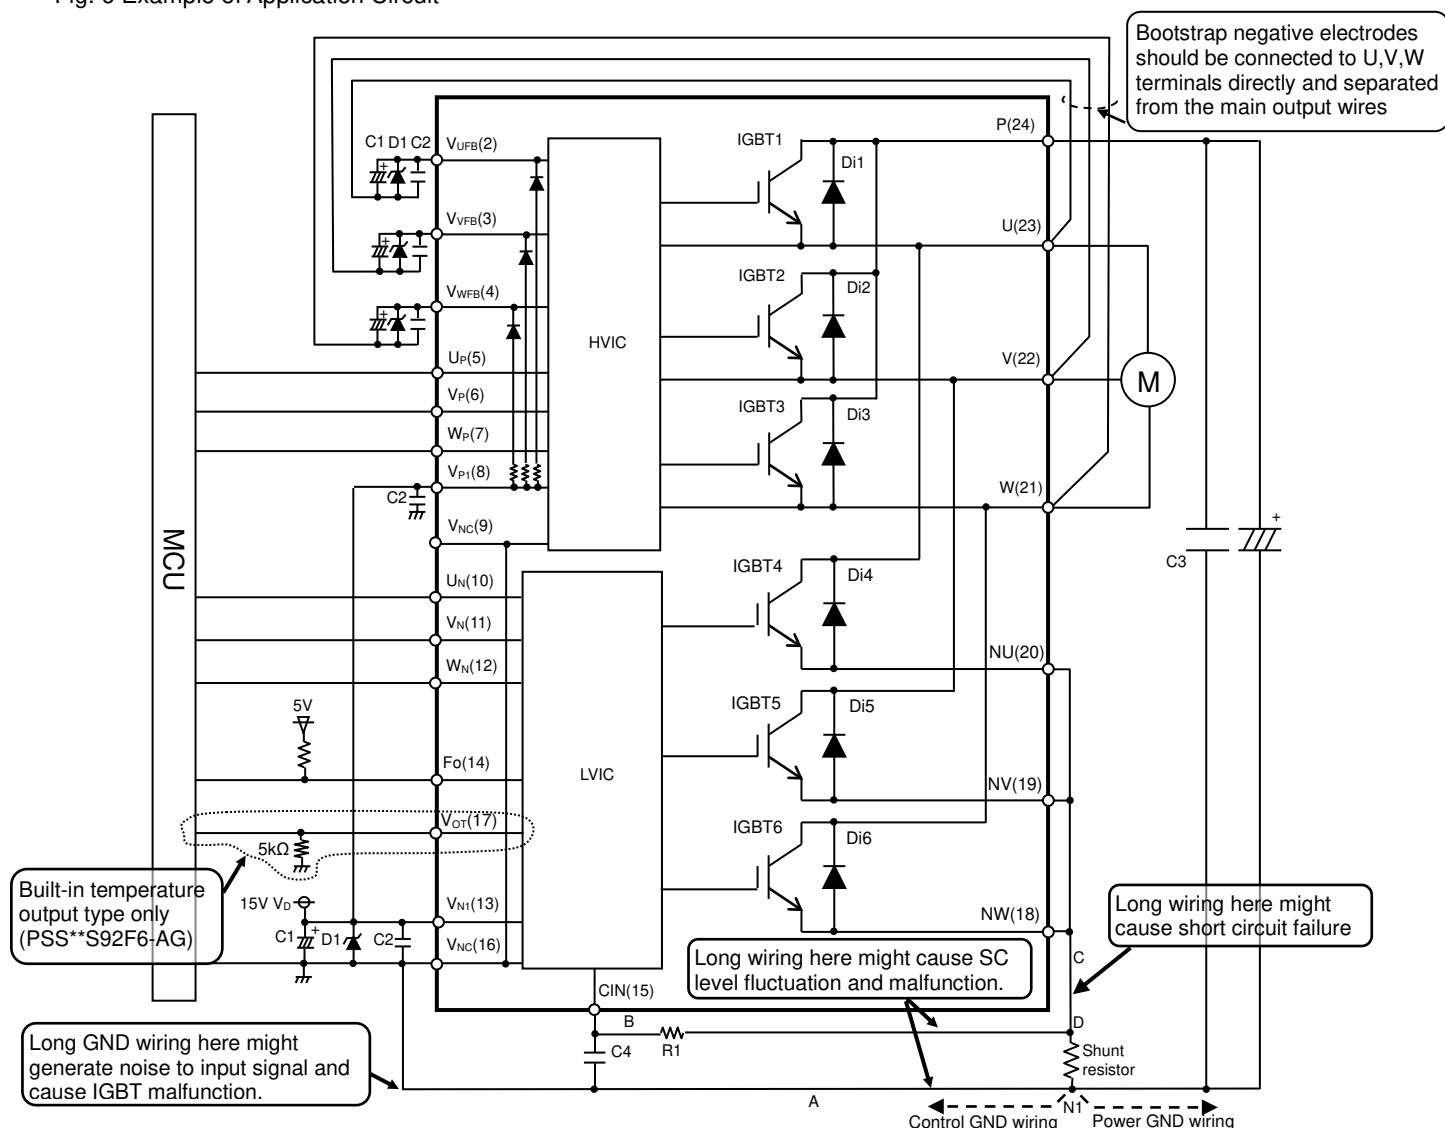 Fig. 6 Example of Application Circuit
Bootstrap negative electrodes
should be connected to U,V,W
terminals directly and separated
from the main output wires
P(24)
IGBT1
Di1
C1 D1 C2
+
VUFB(2)
U(23)
VVFB(3)
+
IGBT2
Di2
VWFB(4)
+
HVIC
UP(5)
V(22)
M
VP(6)
IGBT3
Di3
WP(7)
VP1(8)
C2
W(21)
VNC(9)
MCU
+
C3
IGBT4
Di4
UN(10)
VN(11)
NU(20)
WN(12)
5V
IGBT5
Di5
Fo(14)
LVIC
NV(19)
VOT(17)
5kΩ
IGBT6
Di6
Built-in temperature
output type only
(PSS**S92F6-AG)
15V VD
VN1(13)
NW(18)
Long wiring here might
cause short circuit failure
C1
+
D1
C2
VNC(16)
Long wiring here might cause SC
level fluctuation and malfunction.
C
CIN(15)
B
D
Long GND wiring here might
generate noise to input signal and
cause IGBT malfunction.
C4
R1
Shunt
resistor
A
N1
Control GND wiring
Power GND wiring